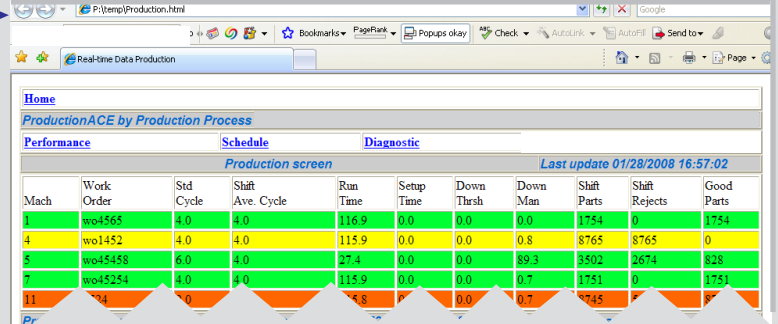 P:\temp\Production.html Google
Bookmarks PageRank Popups okay ABC Check AutoLink AutoFill Send to
Real-time Data Production Page
Home
ProductionACE by Production Process
Performance Schedule Diagnostic
Production screen Last update 01/28/2008 16:57:02
Mach Work Order Std Cycle Shift Ave. Cycle Run Time Setup Time Down Thrsh Down Man Shift Parts Shift Rejects Good Parts
1 wo4565 4.0 4.0 116.9 0.0 0.0 0.0 1754 0 1754
4 wo1452 4.0 4.0 115.9 0.0 0.0 0.8 8765 8765 0
5 wo45458 6.0 4.0 27.4 0.0 0.0 89.3 3502 2674 828
7 wo45254 4.0 4.0 115.9 0.0 0.0 0.7 1751 0 1751
11 0.0 0.7 8745